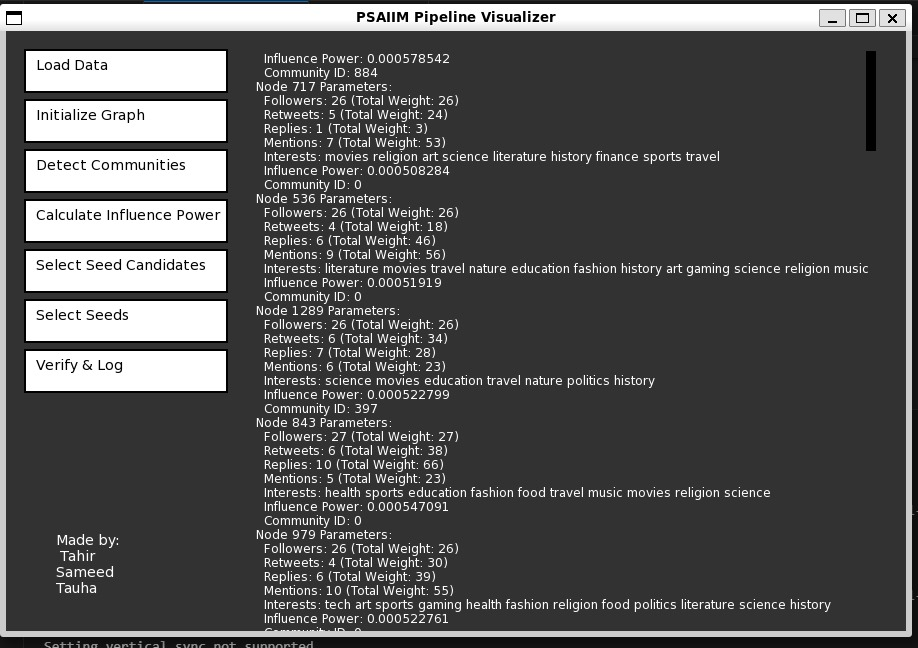 PSAIIM Pipeline Visualizer
Load Data
Initialize Graph
Detect Communities
Calculate Influence Power
Select Seed Candidates
Select Seeds
Verify & Log
Made by:
Tahir
Sameed
Tauha
Influence Power: 0.000578542
Community ID: 884
Node 717 Parameters:
Followers: 26 (Total Weight: 26)
Retweets: 5 (Total Weight: 24)
Replies: 1 (Total Weight: 3)
Mentions: 7 (Total Weight: 53)
Interests: movies religion art science literature history finance sports travel
Influence Power: 0.000508284
Community ID: 0
Node 536 Parameters:
Followers: 26 (Total Weight: 26)
Retweets: 4 (Total Weight: 18)
Replies: 6 (Total Weight: 46)
Mentions: 9 (Total Weight: 56)
Interests: literature movies travel nature education fashion history art gaming science religion music
Influence Power: 0.00051919
Community ID: 0
Node 1289 Parameters:
Followers: 26 (Total Weight: 26)
Retweets: 6 (Total Weight: 34)
Replies: 7 (Total Weight: 28)
Mentions: 6 (Total Weight: 23)
Interests: science movies education travel nature politics history
Influence Power: 0.000522799
Community ID: 397
Node 843 Parameters:
Followers: 27 (Total Weight: 27)
Retweets: 6 (Total Weight: 38)
Replies: 10 (Total Weight: 66)
Mentions: 5 (Total Weight: 23)
Interests: health sports education fashion food travel music movies religion science
Influence Power: 0.000547091
Community ID: 0
Node 979 Parameters:
Followers: 26 (Total Weight: 26)
Retweets: 4 (Total Weight: 30)
Replies: 6 (Total Weight: 39)
Mentions: 10 (Total Weight: 55)
Interests: tech art sports gaming health fashion religion food politics literature science history
Influence Power: 0.000522761
Community ID: 0
Setting vertical sync not supported